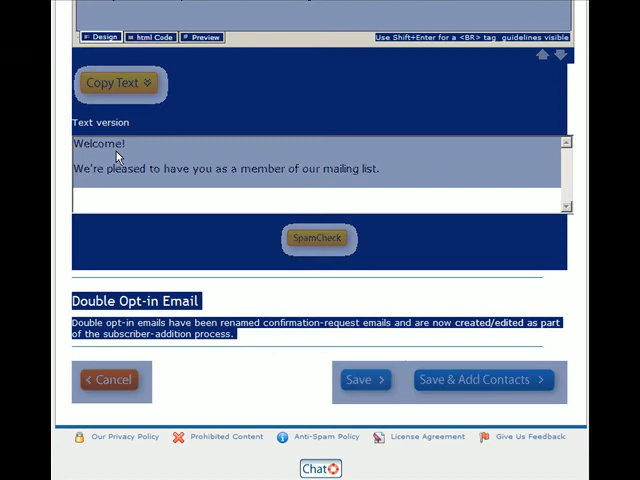 Design html Code Preview Use Shift+Enter for a <BR> tag guidelines visible
Copy Text
Text version
Welcome!
We're pleased to have you as a member of our mailing list.
SpamCheck
Double Opt-in Email
Double opt-in emails have been renamed confirmation-request emails and are now created/edited as part
of the subscriber-addition process.
Cancel Save Save & Add Contacts
Our Privacy Policy Prohibited Content Anti-Spam Policy License Agreement Give Us Feedback
Chat